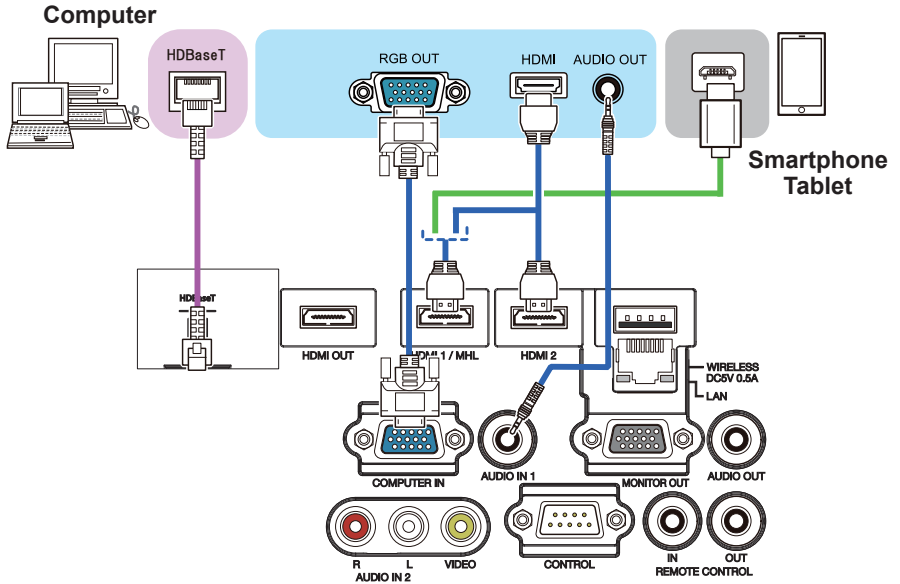 Computer
HDBaseT
RGB OUT
HDMI
AUDIO OUT
Smartphone
Tablet
HDBaseT
HDMI OUT
HDMI 1 / MHL
HDMI 2
WIRELESS
DC5V 0.5A
LAN
COMPUTER IN
AUDIO IN 1
MONITOR OUT
AUDIO OUT
R
L
VIDEO
AUDIO IN 2
CONTROL
IN
OUT
REMOTE CONTROL